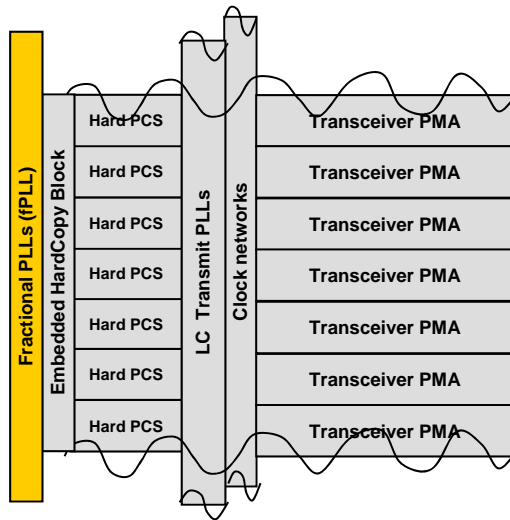 Fractional PLLs (fPLL)
Embedded HardCopy Block
Hard PCS
Hard PCS
Hard PCS
Hard PCS
Hard PCS
Hard PCS
Hard PCS
LC Transmit PLLs
Clock networks
Transceiver PMA
Transceiver PMA
Transceiver PMA
Transceiver PMA
Transceiver PMA
Transceiver PMA
Transceiver PMA